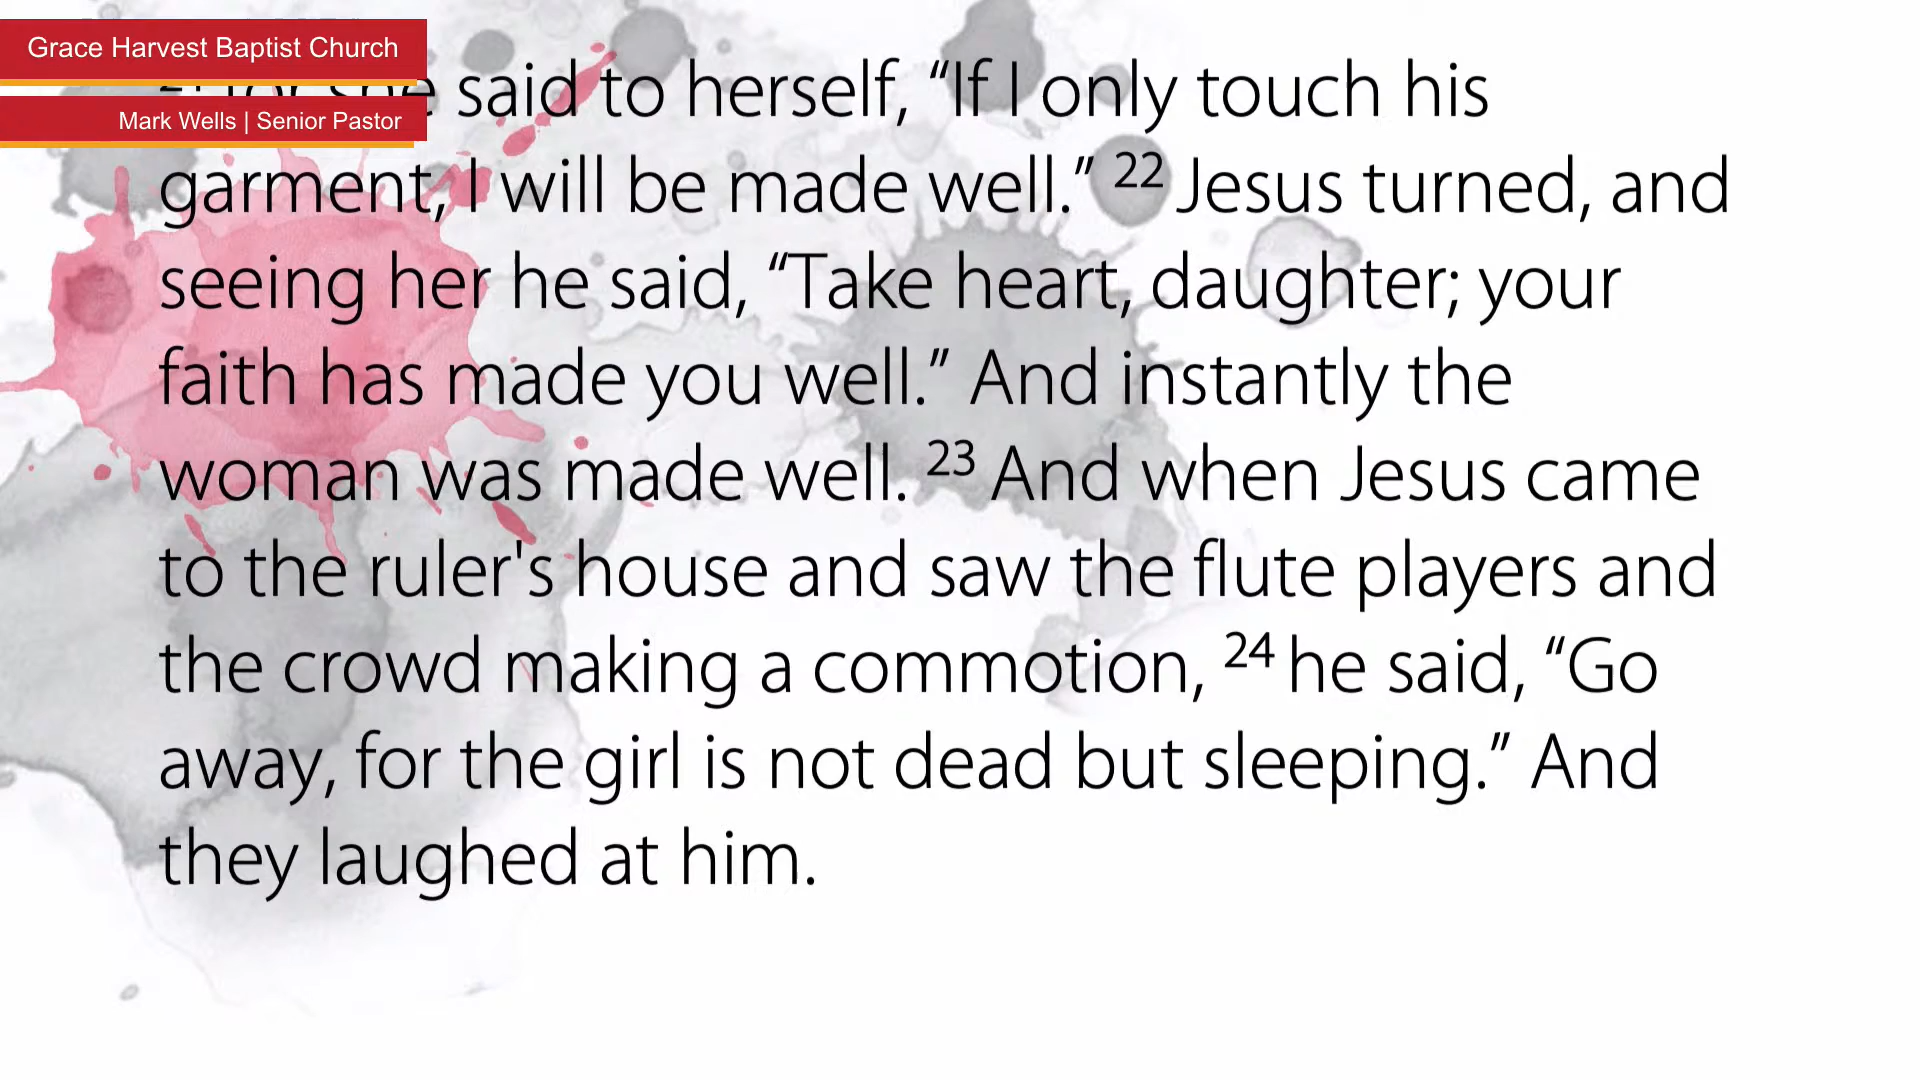 Grace Harvest Baptist Church
said to herself, “If I only touch his
Mark Wells | Senior Pastor
garment, I will be made well.” 22 Jesus turned, and
seeing her he said, “Take heart, daughter; your
faith has made you well.” And instantly the
woman was made well. 23 And when Jesus came
to the ruler's house and saw the flute players and
the crowd making a commotion, 24 he said, “Go
away, for the girl is not dead but sleeping.” And
they laughed at him.